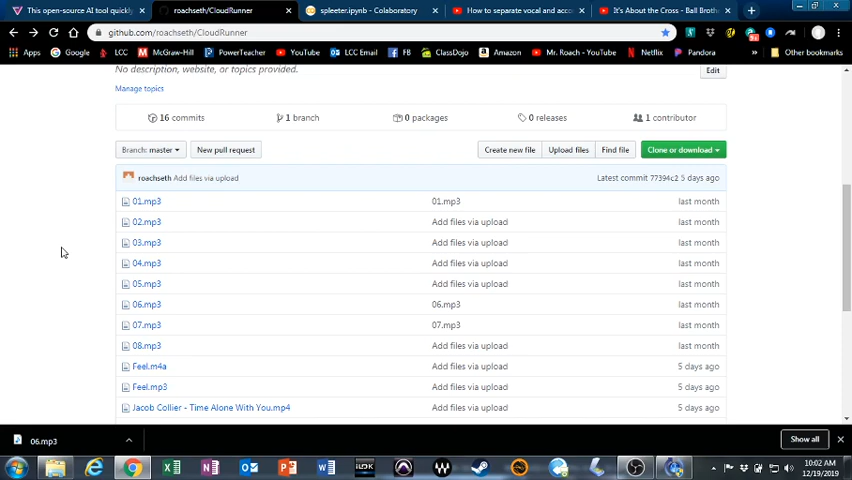 This open-source AI tool quickly
roachseth/CloudRunner
spleeter.ipynb - Colaboratory
How to separate vocal and acco
It's About the Cross - Ball Broth
github.com/roachseth/CloudRunner
Apps
Google
LCC
McGraw-Hill
PowerTeacher
YouTube
LCC Email
FB
ClassDojo
Amazon
Mr. Roach - YouTube
Netflix
Pandora
Other bookmarks
No description, website, or topics provided.
Edit
Manage topics
16 commits
1 branch
0 packages
0 releases
1 contributor
Branch: master
New pull request
Create new file
Upload files
Find file
Clone or download
roachseth Add files via upload
Latest commit 77394c2 5 days ago
01.mp3 01.mp3 last month
02.mp3 Add files via upload last month
03.mp3 Add files via upload last month
04.mp3 Add files via upload last month
05.mp3 Add files via upload last month
06.mp3 06.mp3 last month
07.mp3 07.mp3 last month
08.mp3 Add files via upload last month
Feel.m4a Add files via upload 5 days ago
Feel.mp3 Add files via upload 5 days ago
Jacob Collier - Time Alone With You.mp4 Add files via upload 5 days ago
06.mp3
Show all
10:02 AM
12/19/2019